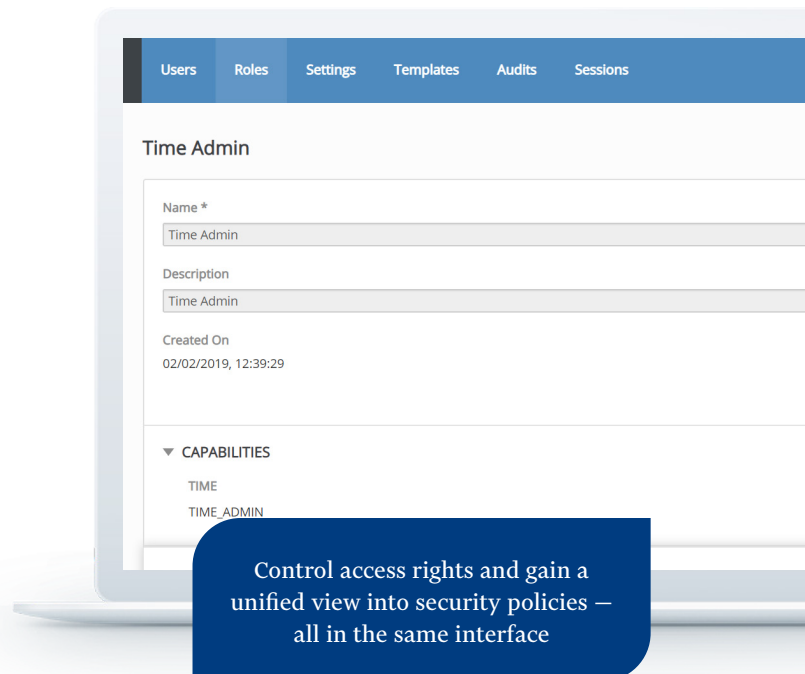 Users Roles Settings Templates Audits Sessions
Time Admin
Name *
Time Admin
Description
Time Admin
Created On
02/02/2019, 12:39:29
CAPABILITIES
TIME
TIME_ADMIN
Control access rights and gain a
unified view into security policies —
all in the same interface